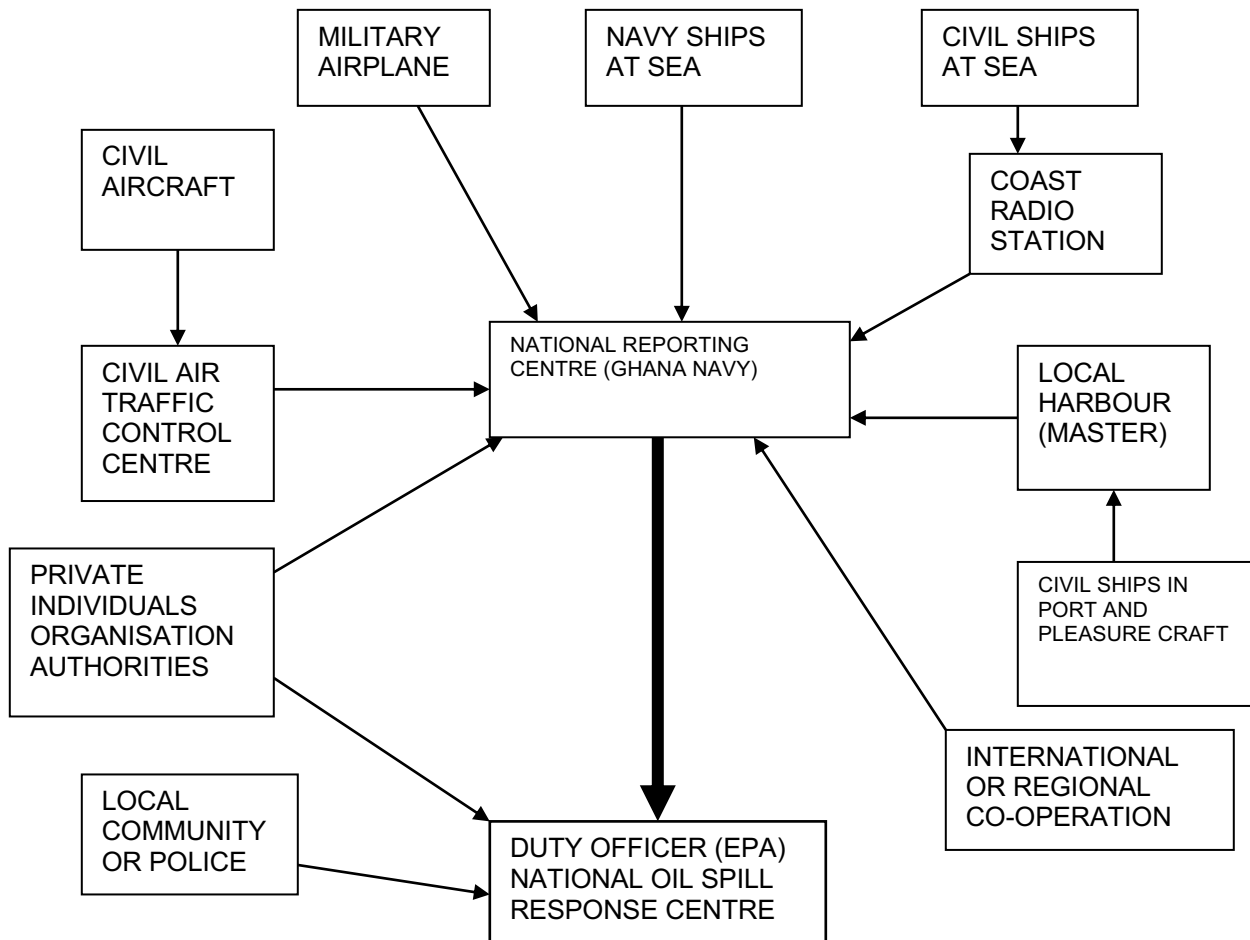 MILITARY
AIRPLANE
NAVY SHIPS
AT SEA
CIVIL SHIPS
AT SEA
CIVIL
AIRCRAFT
COAST
RADIO
STATION
NATIONAL REPORTING
CENTRE (GHANA NAVY)
CIVIL AIR
TRAFFIC
CONTROL
CENTRE
LOCAL
HARBOUR
(MASTER)
PRIVATE
INDIVIDUALS
ORGANISATION
AUTHORITIES
CIVIL SHIPS IN
PORT AND
PLEASURE CRAFT
INTERNATIONAL
OR REGIONAL
CO-OPERATION
LOCAL
COMMUNITY
OR POLICE
DUTY OFFICER (EPA)
NATIONAL OIL SPILL
RESPONSE CENTRE